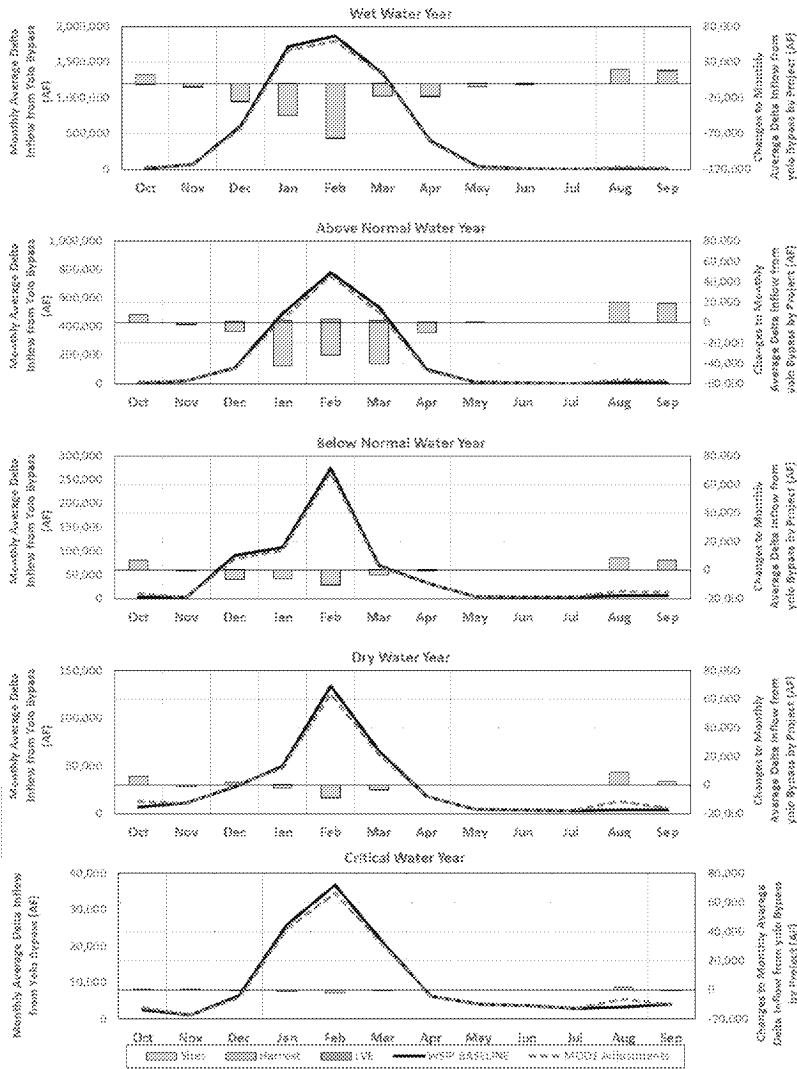 Wet Water Year
Monthly Average Delta
Inflow from Yolo Bypass
(AF)
2,000,000
1,500,000
1,000,000
500,000
0
80,000
30,000
-20,000
-70,000
-120,000
Changes to Monthly
Average Delta Inflow from
yolo Bypass by Project (AF)
Oct Nov Dec Jan Feb Mar Apr May Jun Jul Aug Sep
Above Normal Water Year
Monthly Average Delta
Inflow from Yolo Bypass
(AF)
1,000,000
800,000
600,000
400,000
200,000
0
80,000
60,000
40,000
20,000
0
-20,000
-40,000
-60,000
Changes to Monthly
Average Delta Inflow from
yolo Bypass by Project (AF)
Oct Nov Dec Jan Feb Mar Apr May Jun Jul Aug Sep
Below Normal Water Year
Monthly Average Delta
Inflow from Yolo Bypass
(AF)
300,000
250,000
200,000
150,000
100,000
50,000
0
80,000
60,000
40,000
20,000
0
-20,000
Changes to Monthly
Average Delta Inflow from
yolo Bypass by Project (AF)
Oct Nov Dec Jan Feb Mar Apr May Jun Jul Aug Sep
Dry Water Year
Monthly Average Delta
Inflow from Yolo Bypass
(AF)
150,000
100,000
50,000
0
80,000
60,000
40,000
20,000
0
-20,000
Changes to Monthly
Average Delta Inflow from
yolo Bypass by Project (AF)
Oct Nov Dec Jan Feb Mar Apr May Jun Jul Aug Sep
Critical Water Year
Monthly Average Delta Inflow
from Yolo Bypass (AF)
40,000
30,000
20,000
10,000
0
80,000
60,000
40,000
20,000
0
-20,000
Changes to Monthly Average
Delta Inflow from yolo Bypass
by Project (AF)
Oct Nov Dec Jan Feb Mar Apr May Jun Jul Aug Sep
Sites Harvest LVE WSIP BASELINE MODE Adjustments